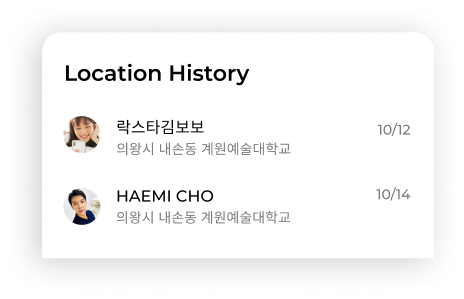 Location History
락스타김보보
10/12
의왕시 내손동 계원예술대학교
HAEMI CHO
10/14
의왕시 내손동 계원예술대학교